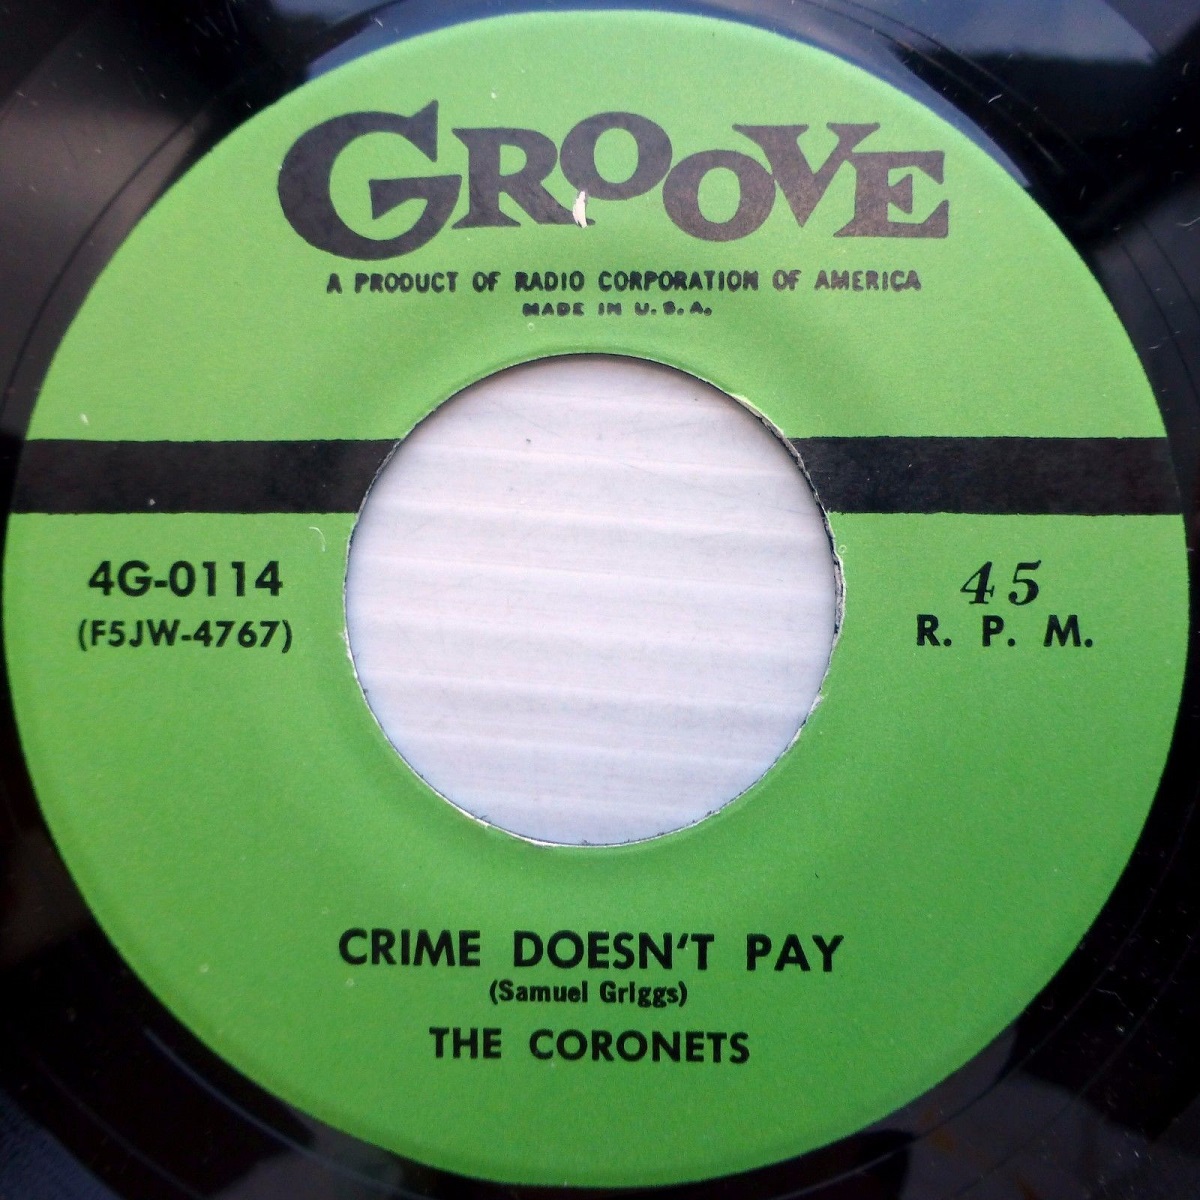 GROOVE
A PRODUCT OF RADIO CORPORATION OF AMERICA
MADE IN U.S.A.
4G-0114
(F5JW-4767)
45
R. P. M.
CRIME DOESN'T PAY
(Samuel Griggs)
THE CORONETS